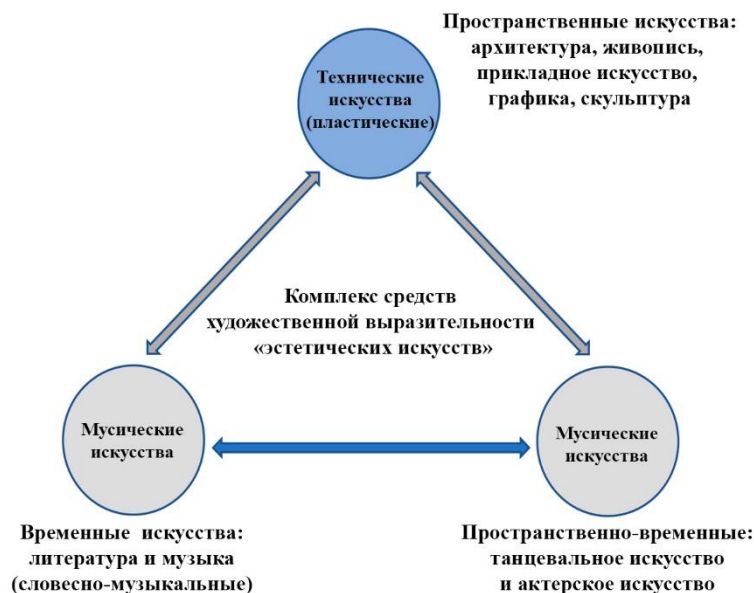 Пространственные искусства:
архитектура, живопись,
прикладное искусство,
графика, скульптура
Технические
искусства
(пластические)
Комплекс средств
художественной выразительности
«эстетических искусств»
Мусические
искусства
Мусические
искусства
Временные искусства:
литература и музыка
(словесно-музыкальные)
Пространственно-временные:
танцевальное искусство
и актерское искусство